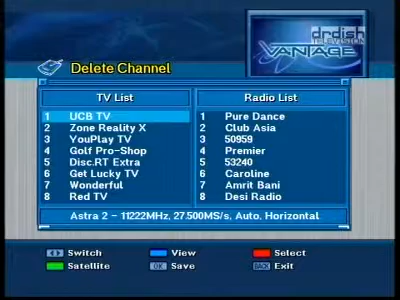 drdish
TELEVISION
VANTAGE
Delete Channel
TV List
1 UCB TV
2 Zone Reality X
3 YouPlay TV
4 Golf Pro-Shop
5 Disc.RT Extra
6 Get Lucky TV
7 Wonderful
8 Red TV
Radio List
1 Pure Dance
2 Club Asia
3 50959
4 Premier
5 53240
6 Caroline
7 Amrit Bani
8 Desi Radio
Astra 2 - 11222MHz, 27.500MS/s, Auto, Horizontal
Switch View Select
Satellite OK Save BACK Exit